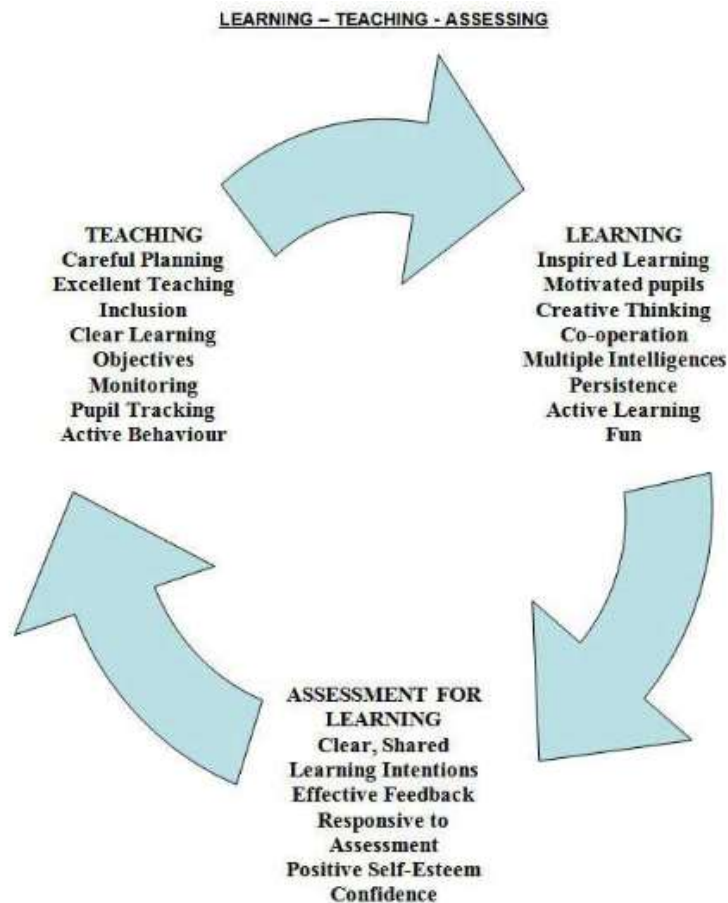 LEARNING – TEACHING - ASSESSING
TEACHING
Careful Planning
Excellent Teaching
Inclusion
Clear Learning
Objectives
Monitoring
Pupil Tracking
Active Behaviour
LEARNING
Inspired Learning
Motivated pupils
Creative Thinking
Co-operation
Multiple Intelligences
Persistence
Active Learning
Fun
ASSESSMENT FOR
LEARNING
Clear, Shared
Learning Intentions
Effective Feedback
Responsive to
Assessment
Positive Self-Esteem
Confidence